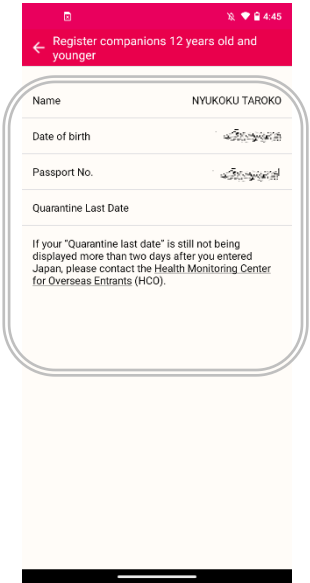 4:45
Register companions 12 years old and
younger
Name NYUKOKU TAROKO
Date of birth
Passport No.
Quarantine Last Date
If your "Quarantine last date" is still not being
displayed more than two days after you entered
Japan, please contact the Health Monitoring Center
for Overseas Entrants (HCO).